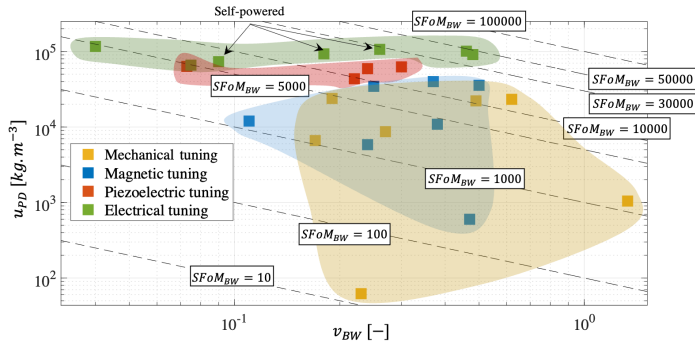 Self-powered
SFoM_BW = 100000
10^5
SFoM_BW = 5000
SFoM_BW = 50000
SFoM_BW = 30000
SFoM_BW = 10000
10^4
u_PD [kg.m^−3]
Mechanical tuning
Magnetic tuning
Piezoelectric tuning
Electrical tuning
SFoM_BW = 1000
10^3
SFoM_BW = 100
SFoM_BW = 10
10^2
10^−1
10^0
v_BW [−]